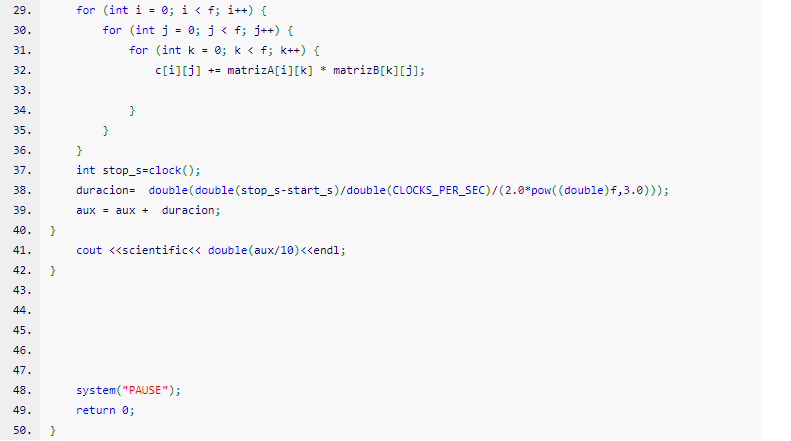 29. for (int i = 0; i < f; i++) {
30. for (int j = 0; j < f; j++) {
31. for (int k = 0; k < f; k++) {
32. c[i][j] += matrizA[i][k] * matrizB[k][j];
33.
34. }
35. }
36. }
37. int stop_s=clock();
38. duracion=  double(double(stop_s-start_s)/double(CLOCKS_PER_SEC)/(2.0*pow((double)f,3.0)));
39. aux = aux +  duracion;
40. }
41. cout <<scientific<< double(aux/10)<<endl;
42. }
43.
44.
45.
46.
47.
48. system("PAUSE");
49. return 0;
50. }